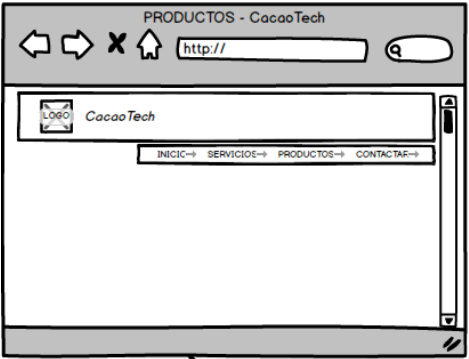 PRODUCTOS - CacaoTech
http://
LOGO CacaoTech
INICIO SERVICIOS PRODUCTOS CONTACTAR